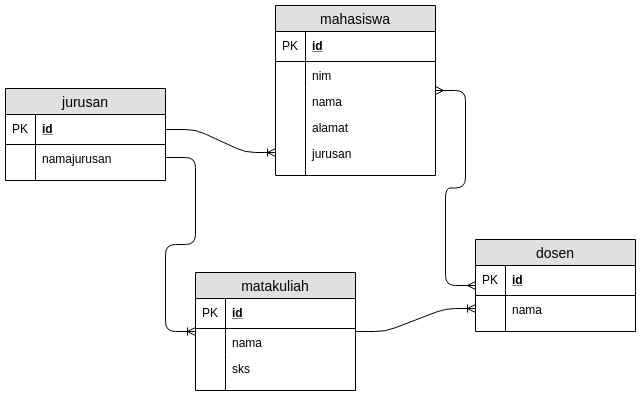 mahasiswa
PK id
nim
nama
alamat
jurusan
jurusan
PK id
namajurusan
dosen
PK id
nama
matakuliah
PK id
nama
sks